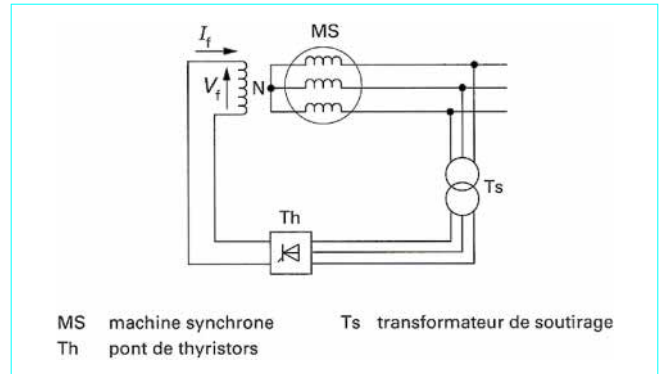 MS
If
Vf
N
Ts
Th
MS machine synchrone Ts transformateur de soutirage
Th pont de thyristors